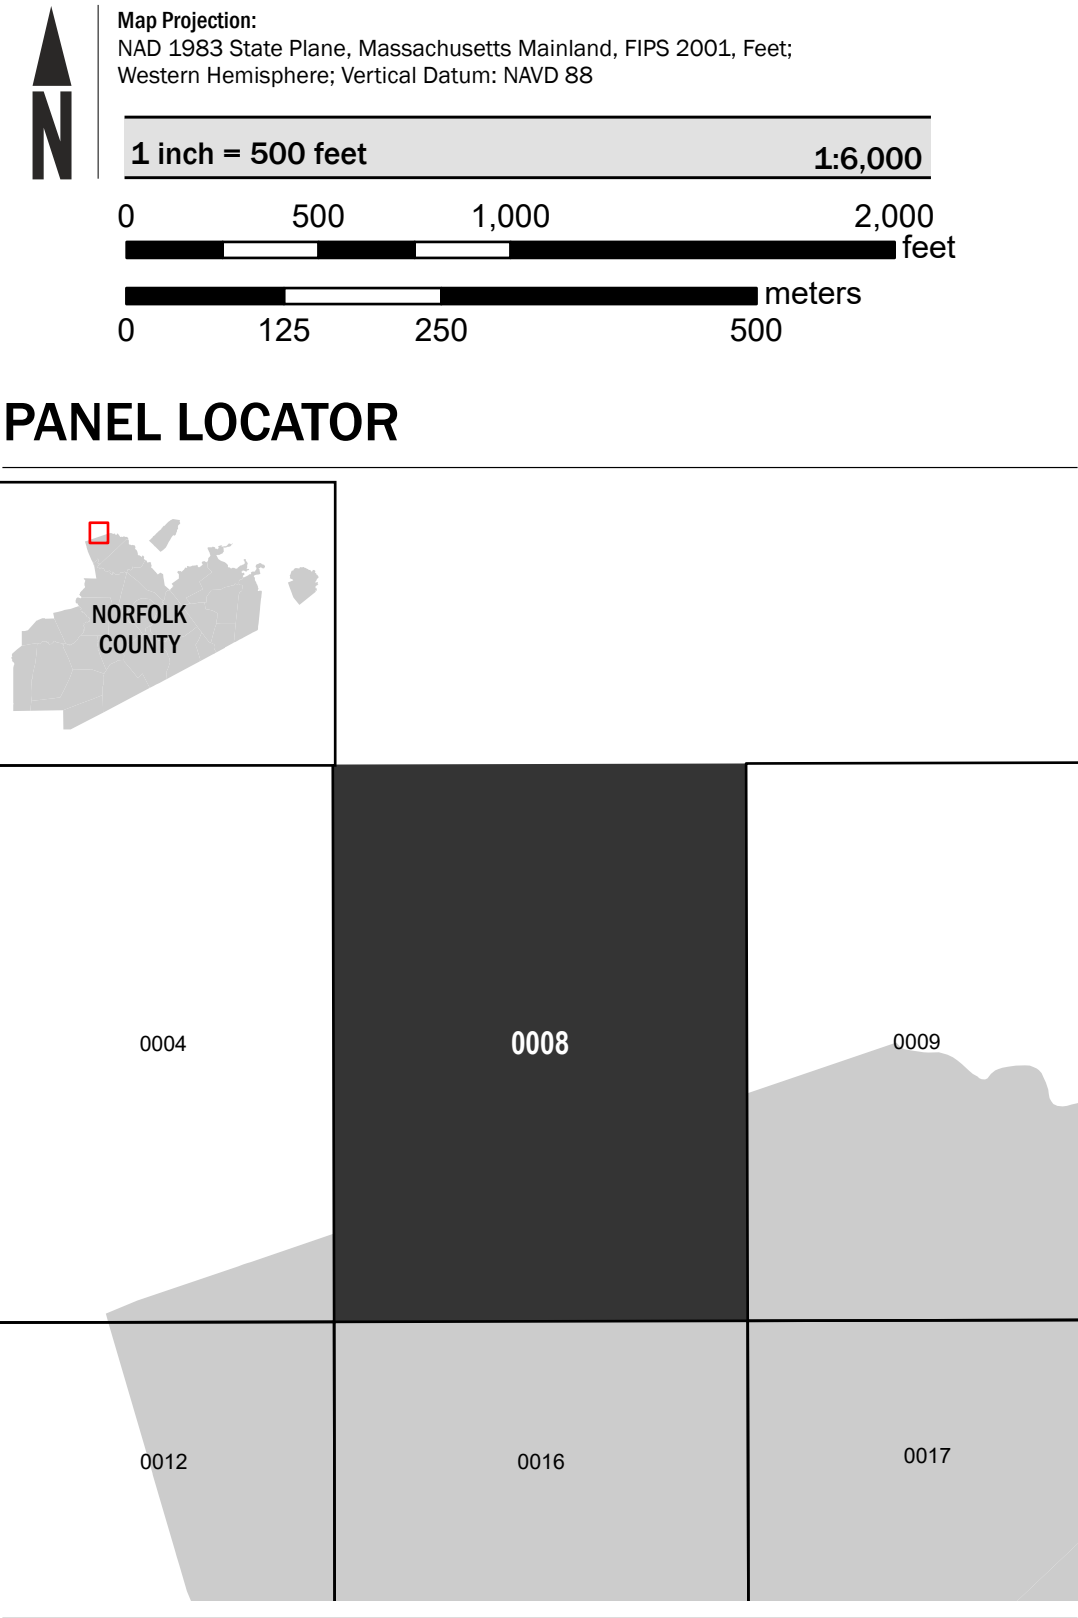 N
Map Projection:
NAD 1983 State Plane, Massachusetts Mainland, FIPS 2001, Feet;
Western Hemisphere; Vertical Datum: NAVD 88
1 inch = 500 feet 1:6,000
0 500 1,000 2,000
feet
meters
0 125 250 500
PANEL LOCATOR
NORFOLK
COUNTY
0004 0008 0009
0012 0016 0017